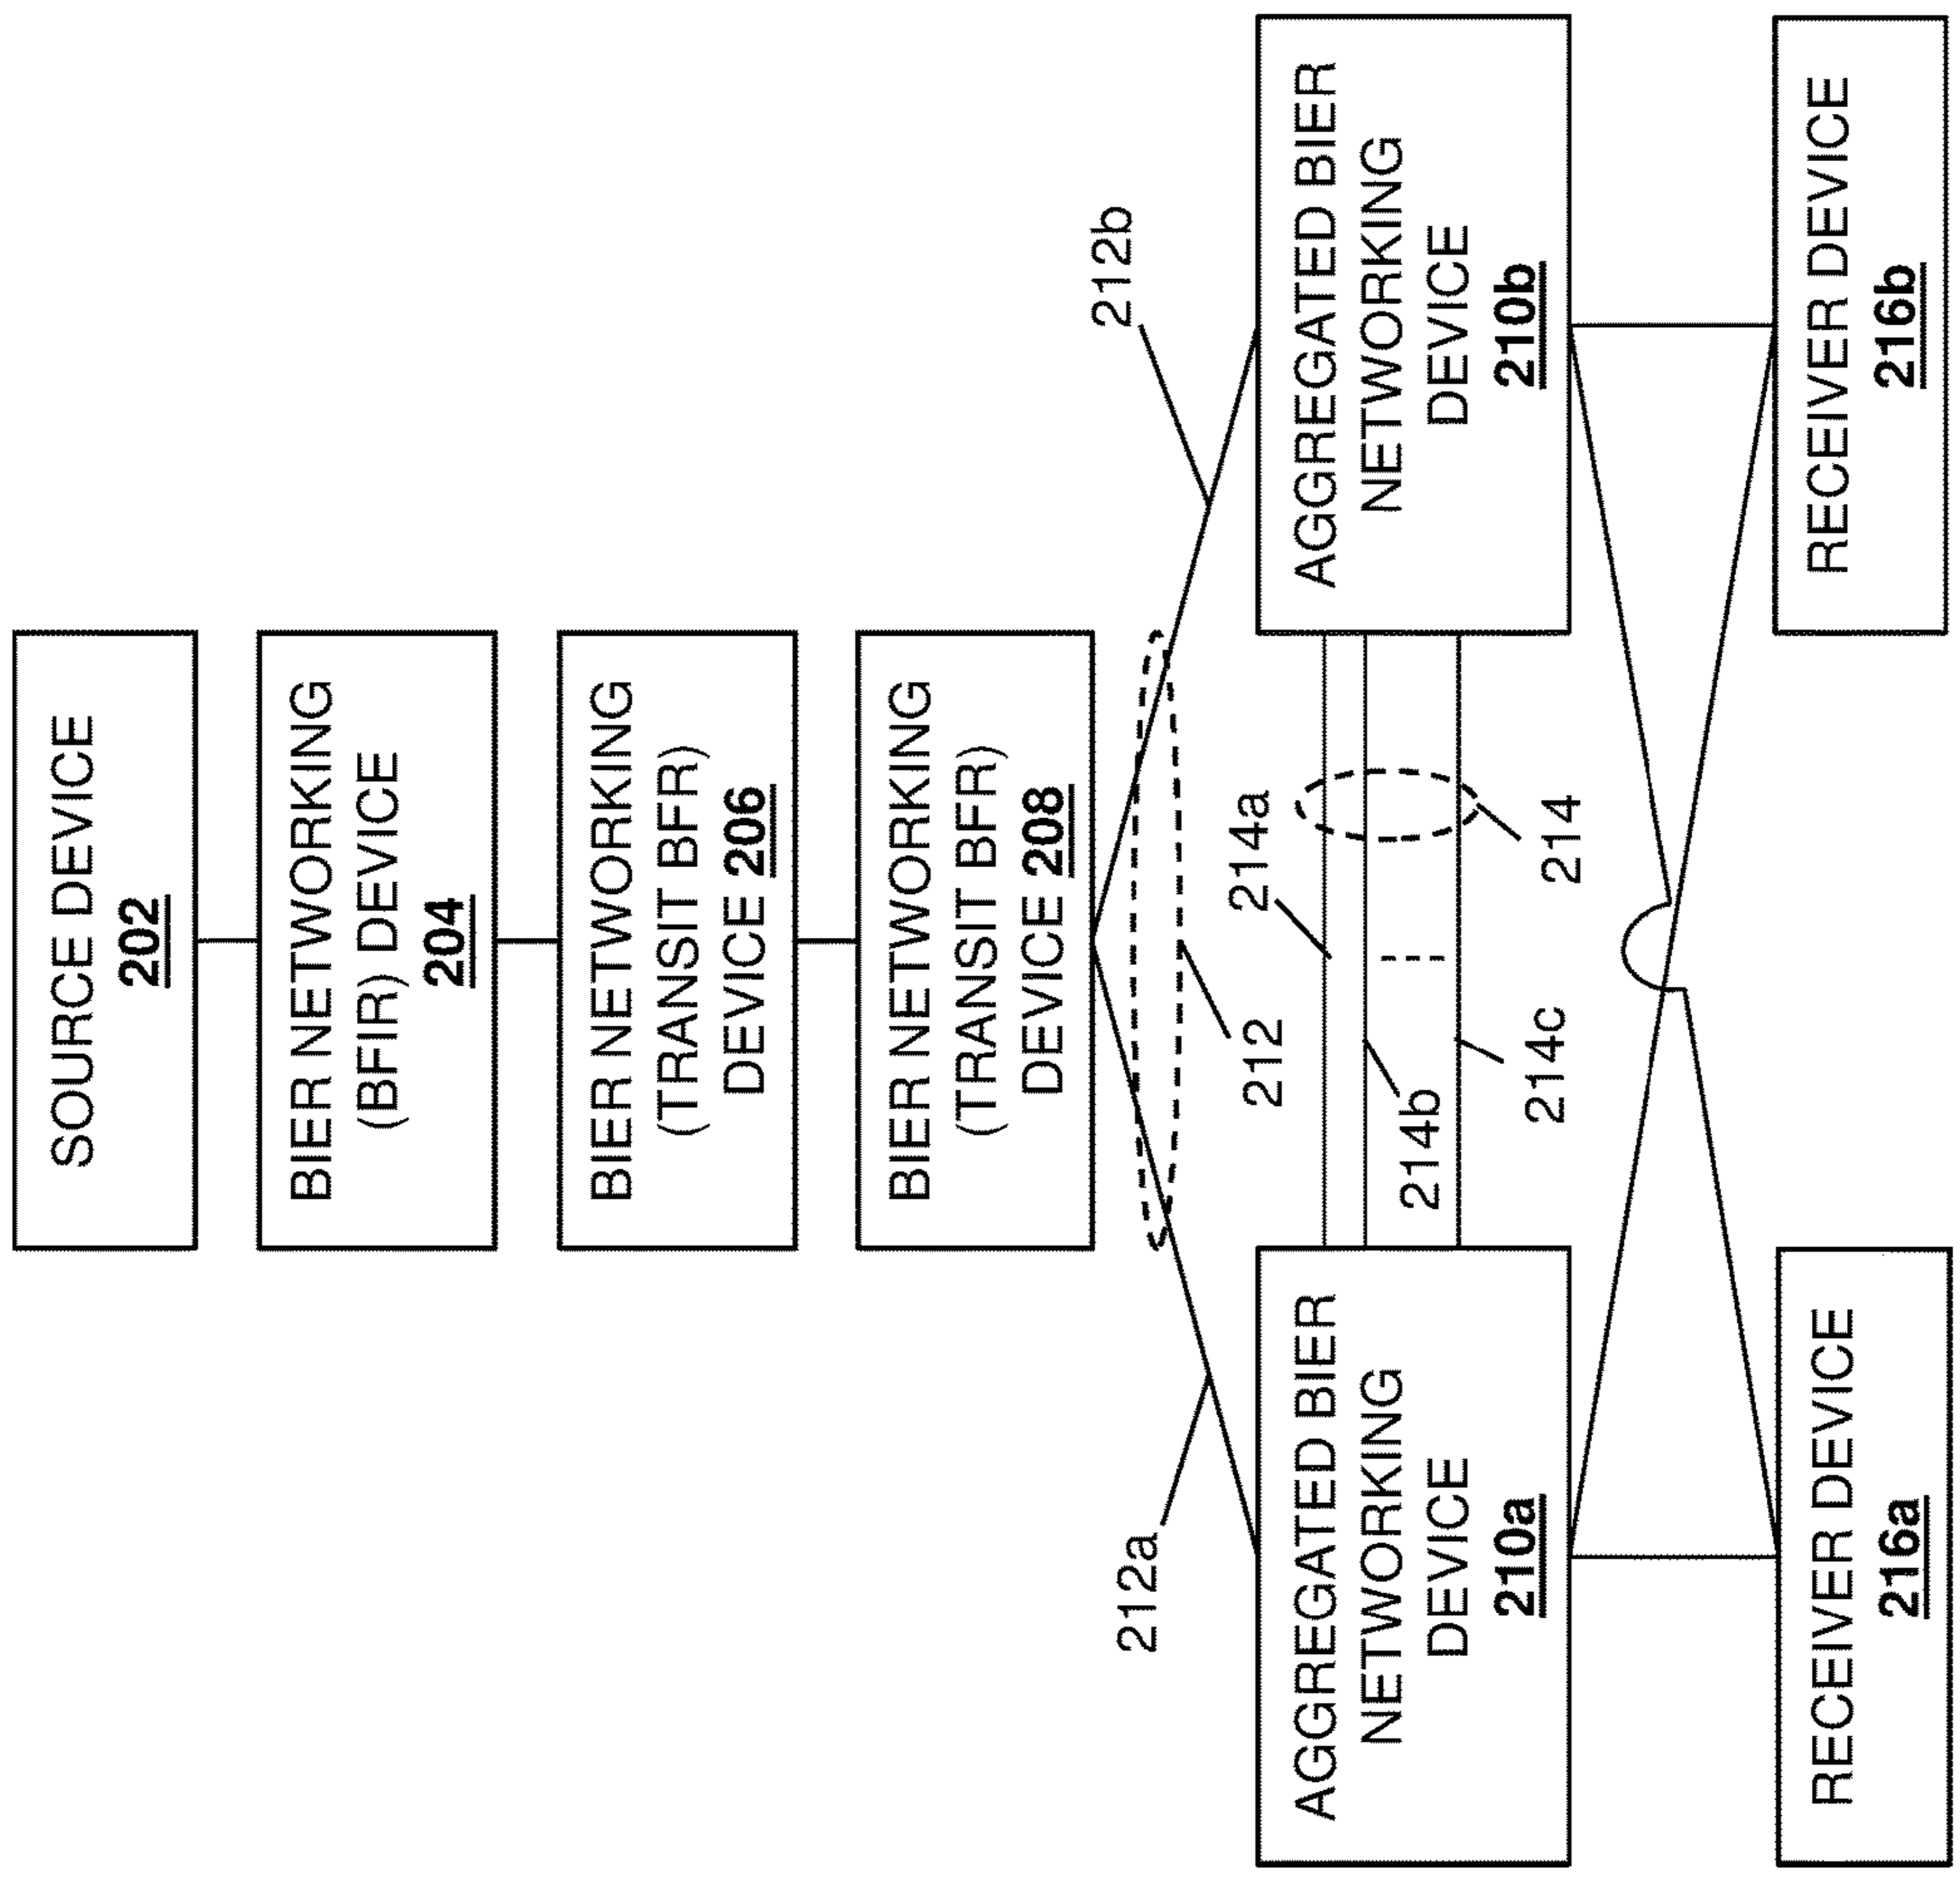 SOURCE DEVICE
202
BIER NETWORKING
(BFIR) DEVICE
204
BIER NETWORKING
(TRANSIT BFR)
DEVICE 206
BIER NETWORKING
(TRANSIT BFR)
DEVICE 208
212a
212b
212
214a
214b
214c
214
AGGREGATED BIER
NETWORKING
DEVICE
210a
AGGREGATED BIER
NETWORKING
DEVICE
210b
RECEIVER DEVICE
216a
RECEIVER DEVICE
216b